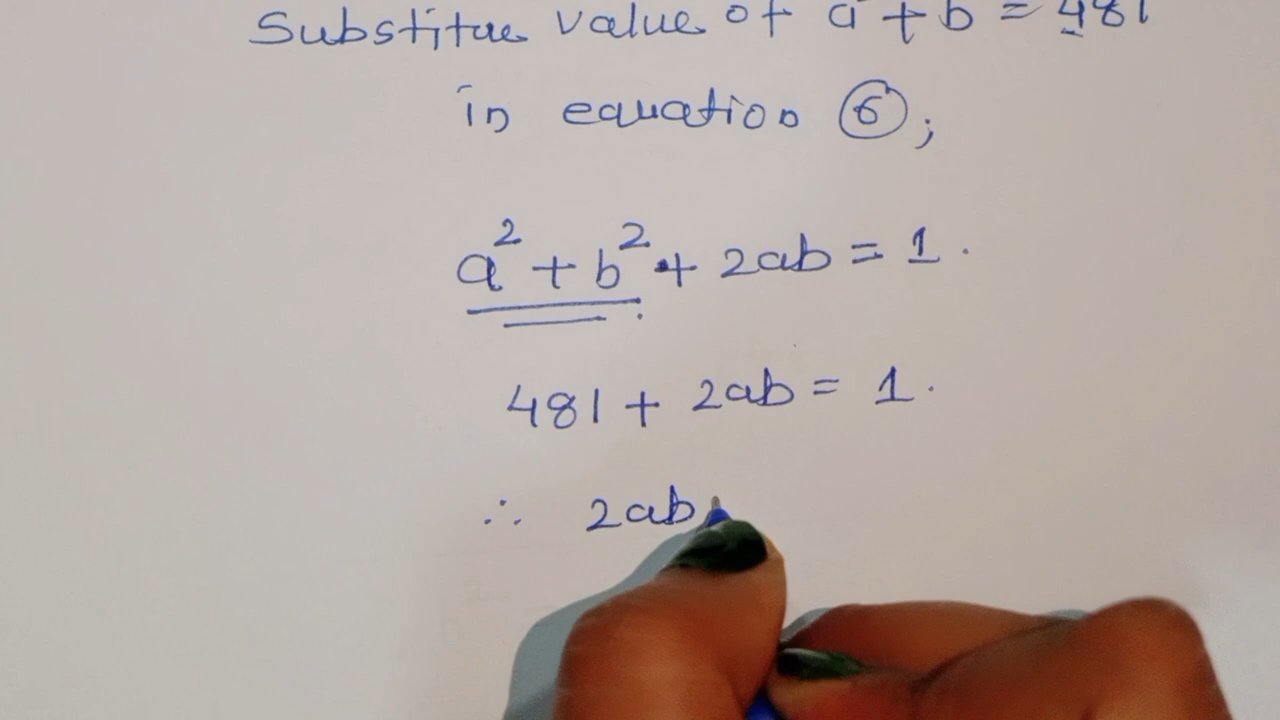 Substitue value of a² + b² = 481
in equation ⑥;
a² + b² + 2ab = 1.
481 + 2ab = 1.
∴ 2ab